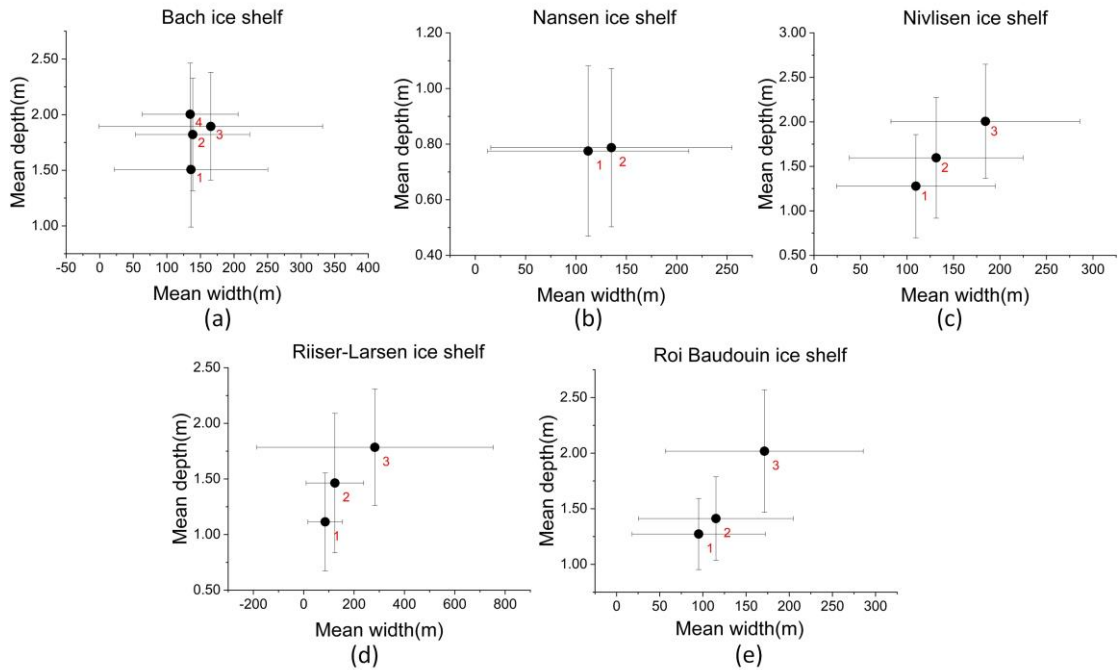 Bach ice shelf
Mean depth(m)
2.50
2.00
1.50
1.00
4
3
2
1
-50 0 50 100 150 200 250 300 350 400
Mean width(m)
(a)
Nansen ice shelf
Mean depth(m)
1.20
1.00
0.80
0.60
0.40
1
2
0 50 100 150 200 250
Mean width(m)
(b)
Nivlisen ice shelf
Mean depth(m)
3.00
2.50
2.00
1.50
1.00
0.50
3
2
1
0 50 100 150 200 250 300
Mean width(m)
(c)
Riiser-Larsen ice shelf
Mean depth(m)
2.50
2.00
1.50
1.00
0.50
3
2
1
-200 0 200 400 600 800
Mean width(m)
(d)
Roi Baudouin ice shelf
Mean depth(m)
2.50
2.00
1.50
1.00
3
2
1
0 50 100 150 200 250 300
Mean width(m)
(e)